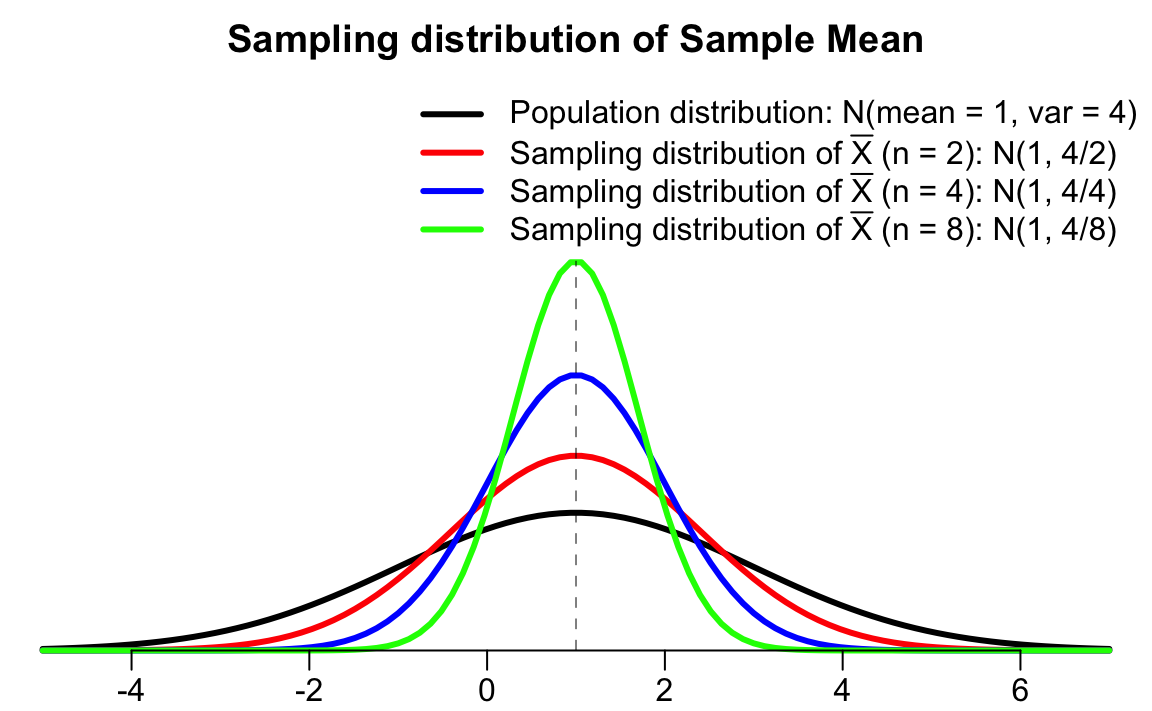 Sampling distribution of Sample Mean
Population distribution: N(mean = 1, var = 4)
Sampling distribution of X̅ (n = 2): N(1, 4/2)
Sampling distribution of X̅ (n = 4): N(1, 4/4)
Sampling distribution of X̅ (n = 8): N(1, 4/8)
-4 -2 0 2 4 6